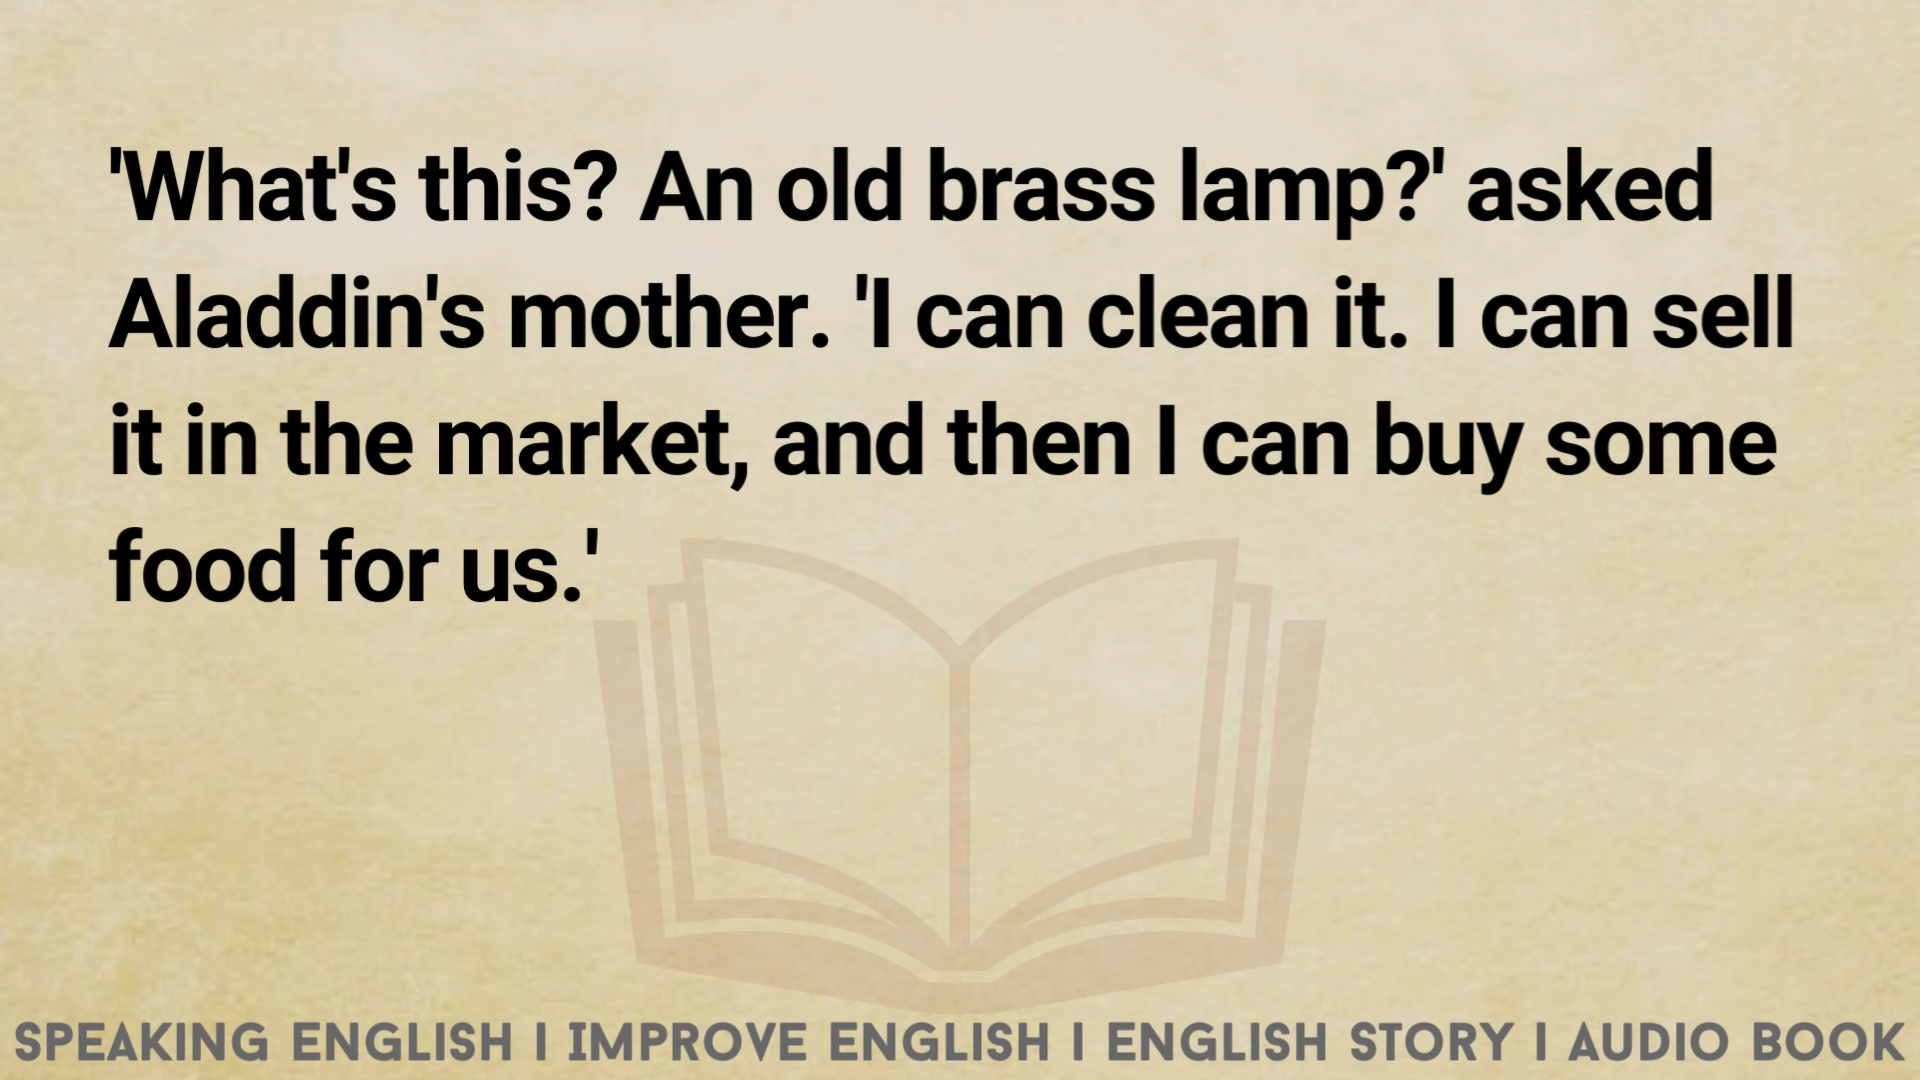 'What's this? An old brass lamp?' asked
Aladdin's mother. 'I can clean it. I can sell
it in the market, and then I can buy some
food for us.'
SPEAKING ENGLISH I IMPROVE ENGLISH I ENGLISH STORY I AUDIO BOOK